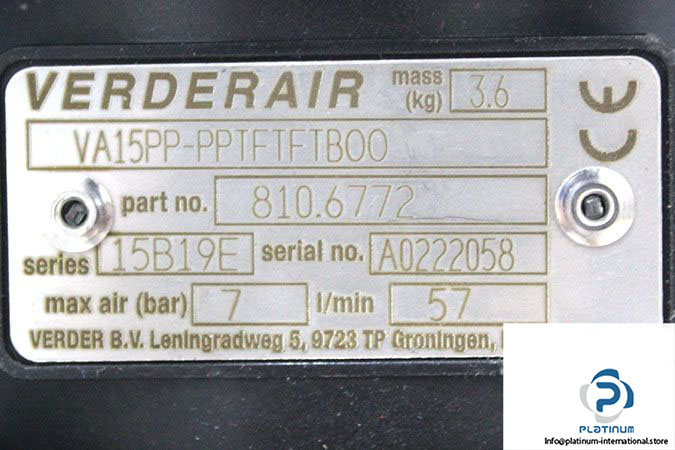 VERDERAIR mass (kg) 3.6
VA15PP-PPTFTFTB00
part no. 810.6772
series 15B19E serial no. A0222058
max air (bar) 7 l/min 57
VERDER B.V. Leningradweg 5, 9723 TP Groningen,
CE
PLATINUM
Info@platinum-international.store